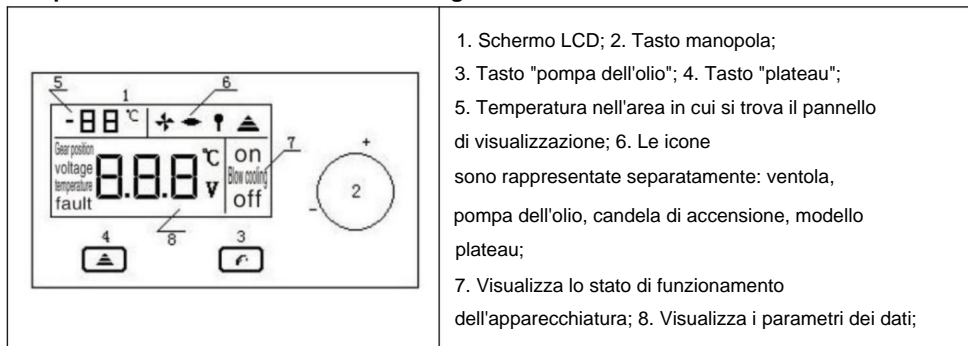 5
1
6
-88 ℃
Gear position
voltage
temperature
fault
8.8.8
℃
V
on
Blow cooling
off
7
+
2
-
4
8
3
1. Schermo LCD; 2. Tasto manopola;
3. Tasto "pompa dell'olio"; 4. Tasto "plateau";
5. Temperatura nell'area in cui si trova il pannello
di visualizzazione; 6. Le icone
sono rappresentate separatamente: ventola,
pompa dell'olio, candela di accensione, modello
plateau;
7. Visualizza lo stato di funzionamento
dell'apparecchiatura; 8. Visualizza i parametri dei dati;